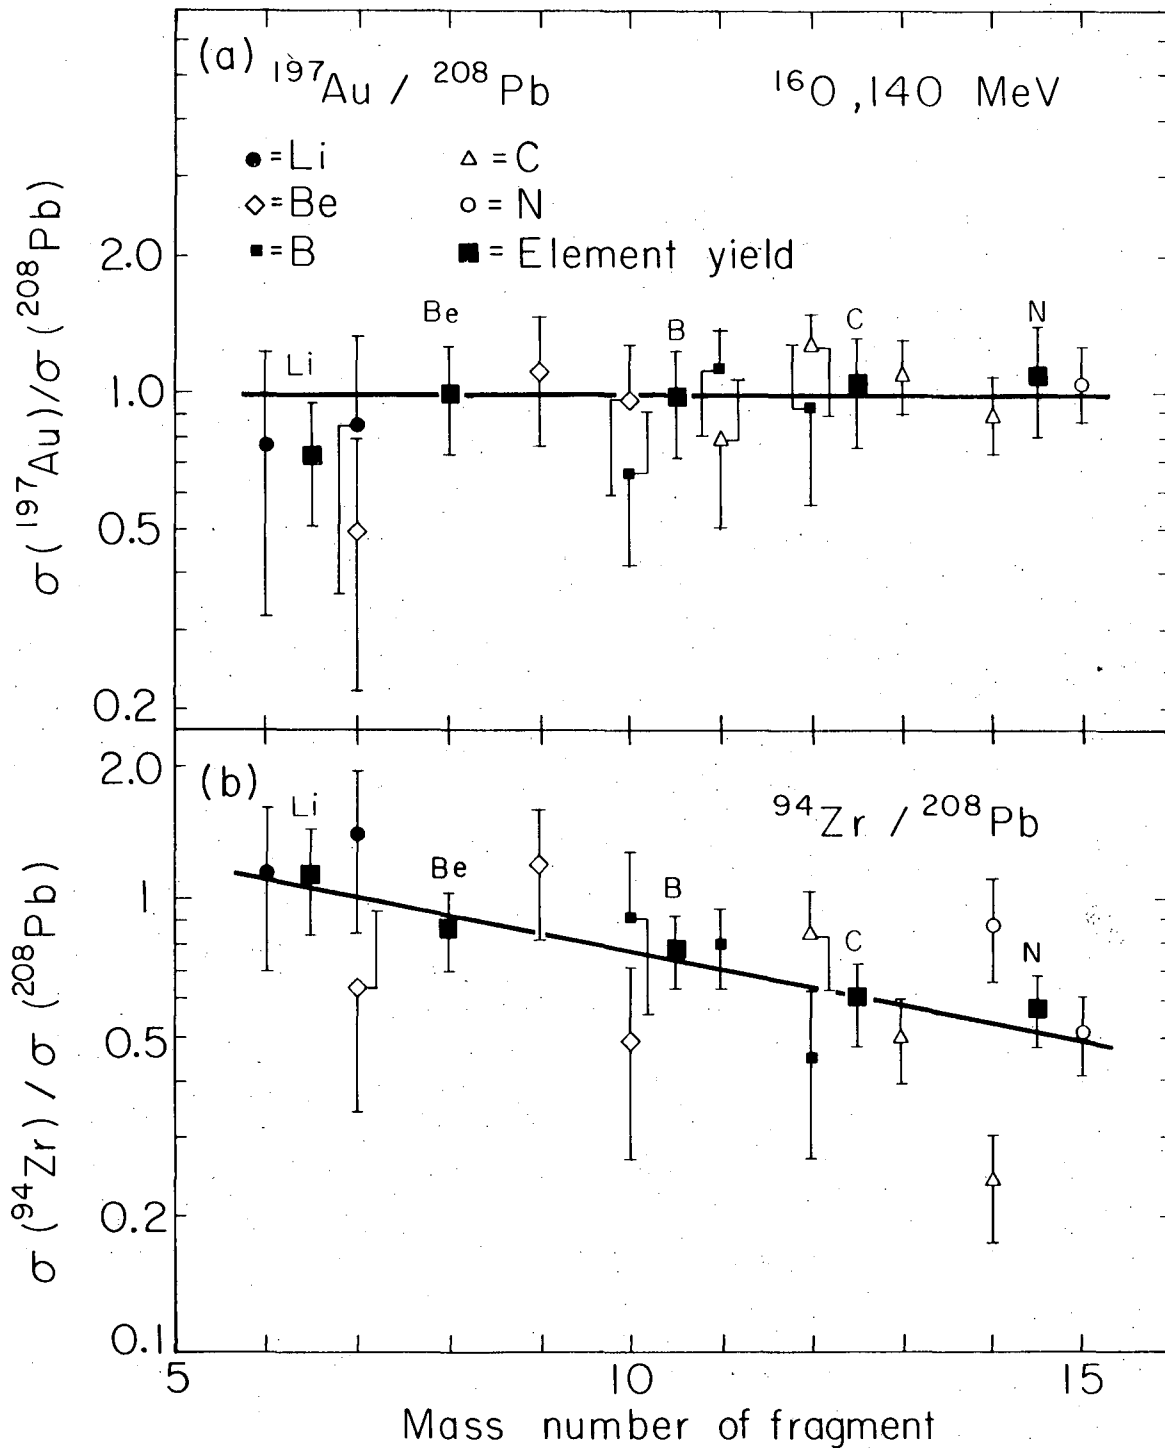 (a) ¹⁹⁷Au / ²⁰⁸Pb ¹⁶O, 140 MeV
● = Li △ = C
◇ = Be ○ = N
■ = B ■ = Element yield
σ(¹⁹⁷Au)/σ(²⁰⁸Pb)
2.0
1.0
0.5
0.2
Li
Be
B
C
N
(b) ⁹⁴Zr / ²⁰⁸Pb
σ(⁹⁴Zr)/σ(²⁰⁸Pb)
2.0
1
0.5
0.2
0.1
Li
Be
B
C
N
5 10 15
Mass number of fragment